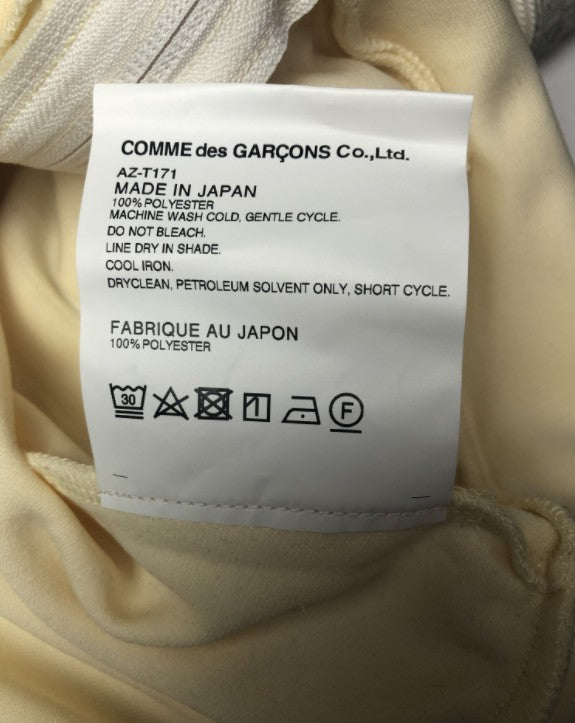 COMME des GARÇONS Co.,Ltd.
AZ-T171
MADE IN JAPAN
100% POLYESTER
MACHINE WASH COLD, GENTLE CYCLE.
DO NOT BLEACH.
LINE DRY IN SHADE.
COOL IRON.
DRYCLEAN, PETROLEUM SOLVENT ONLY, SHORT CYCLE.
FABRIQUE AU JAPON
100% POLYESTER
30 F